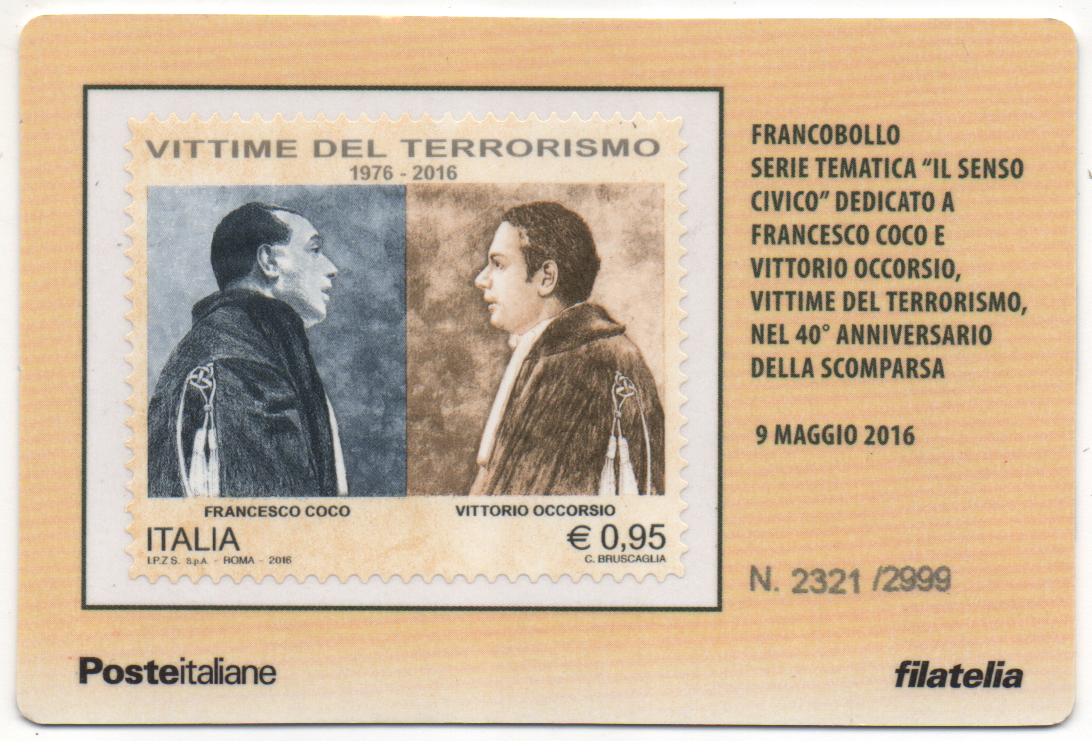 VITTIME DEL TERRORISMO
1976 - 2016
FRANCESCO COCO
VITTORIO OCCORSIO
ITALIA
€ 0,95
I.P.Z S. S.p.A. - ROMA - 2016
C. BRUSCAGLIA
FRANCOBOLLO
SERIE TEMATICA “IL SENSO
CIVICO” DEDICATO A
FRANCESCO COCO E
VITTORIO OCCORSIO,
VITTIME DEL TERRORISMO,
NEL 40° ANNIVERSARIO
DELLA SCOMPARSA
9 MAGGIO 2016
N. 2321 /2999
Posteitaliane
filatelia